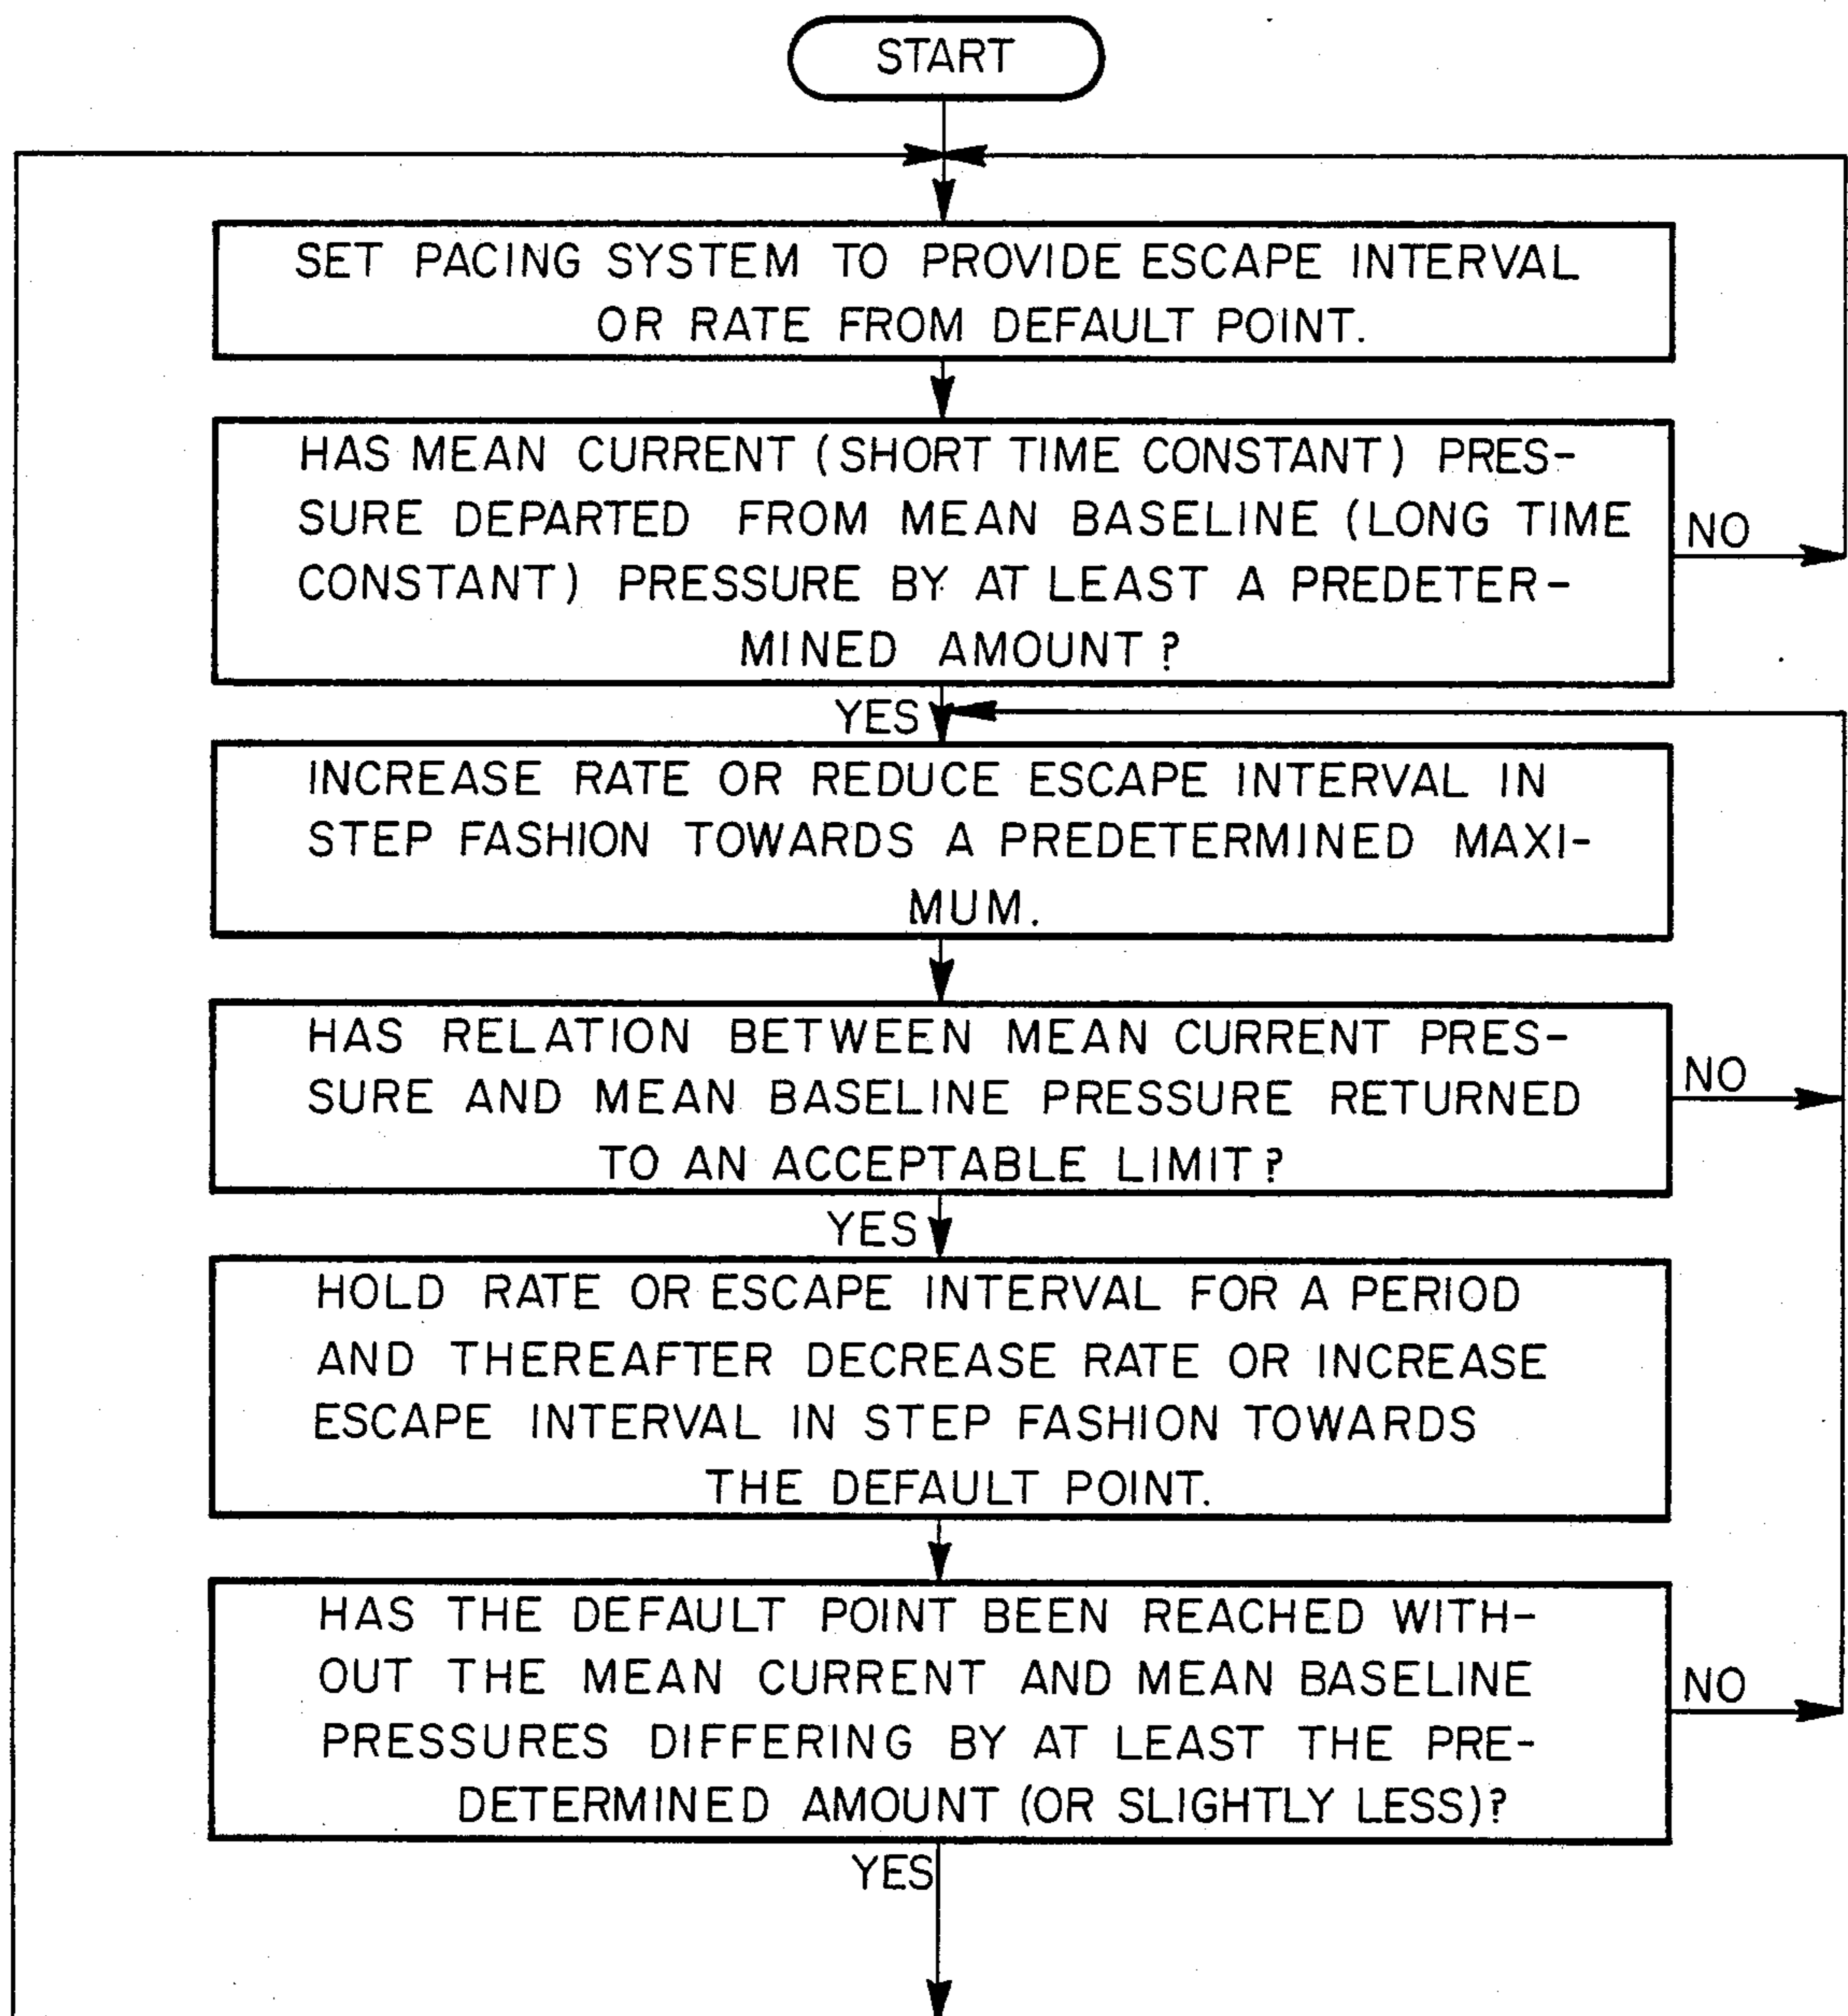 START
SET PACING SYSTEM TO PROVIDE ESCAPE INTERVAL
OR RATE FROM DEFAULT POINT.
HAS MEAN CURRENT (SHORT TIME CONSTANT) PRES-
SURE DEPARTED FROM MEAN BASELINE (LONG TIME
CONSTANT) PRESSURE BY AT LEAST A PREDETER-
MINED AMOUNT?
NO
YES
INCREASE RATE OR REDUCE ESCAPE INTERVAL IN
STEP FASHION TOWARDS A PREDETERMINED MAXI-
MUM.
HAS RELATION BETWEEN MEAN CURRENT PRES-
SURE AND MEAN BASELINE PRESSURE RETURNED
TO AN ACCEPTABLE LIMIT?
NO
YES
HOLD RATE OR ESCAPE INTERVAL FOR A PERIOD
AND THEREAFTER DECREASE RATE OR INCREASE
ESCAPE INTERVAL IN STEP FASHION TOWARDS
THE DEFAULT POINT.
HAS THE DEFAULT POINT BEEN REACHED WITH-
OUT THE MEAN CURRENT AND MEAN BASELINE
PRESSURES DIFFERING BY AT LEAST THE PRE-
DETERMINED AMOUNT (OR SLIGHTLY LESS)?
NO
YES